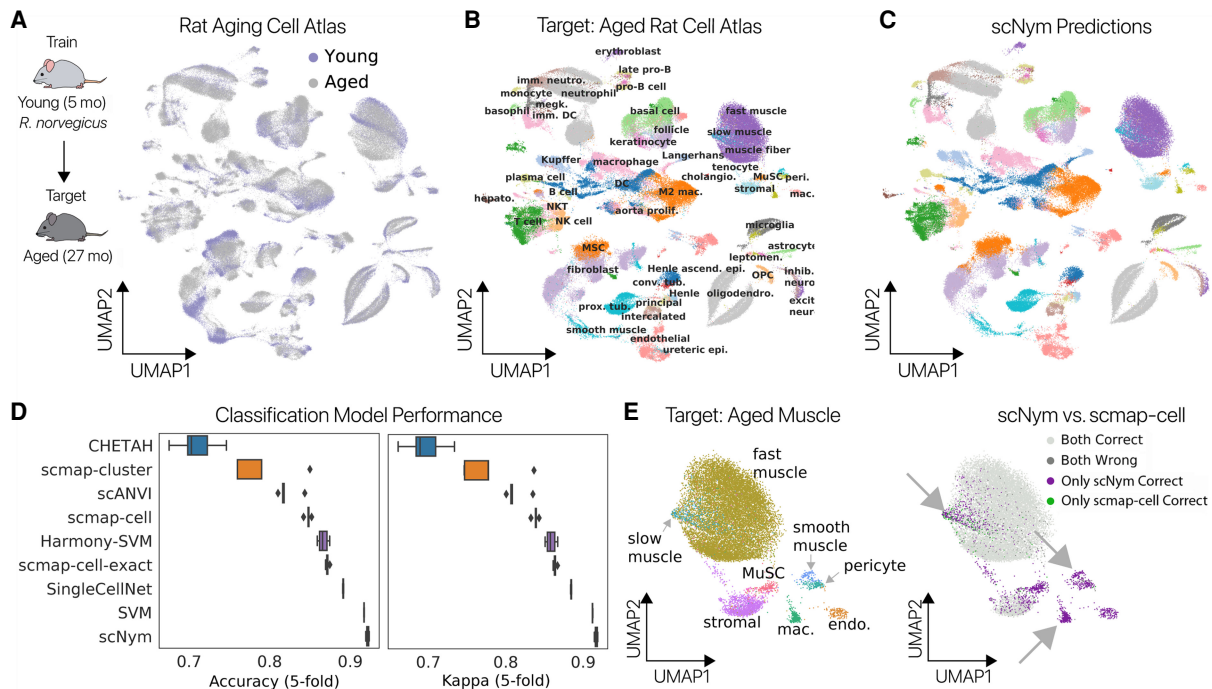 A
Rat Aging Cell Atlas
Train
Young (5 mo)
R. norvegicus
Target
Aged (27 mo)
Young
Aged
UMAP2
UMAP1
B
Target: Aged Rat Cell Atlas
erythroblast
late pro-B
imm. neutro.
pro-B cell
monocyte
neutrophil
megk.
basophil
imm. DC
basal cell
fast muscle
follicle
slow muscle
keratinocyte
muscle fiber
Kupffer
macrophage
Langerhans
tenocyte
plasma cell
cholangio.
MuSC
peri.
DC
B cell
M2 mac.
stromal
mac.
hepato.
NKT
aorta prolif.
T cell
NK cell
microglia
MSC
astrocyte
leptomen.
fibroblast
Henle ascend. epi.
OPC
inhib.
conv. tub.
neuro
Henle
oligodendro.
prox. tub.
principal
excit
intercalated
neur
smooth muscle
endothelial
ureteric epi.
UMAP2
UMAP1
C
scNym Predictions
UMAP2
UMAP1
D
Classification Model Performance
CHETAH
scmap-cluster
scANVI
scmap-cell
Harmony-SVM
scmap-cell-exact
SingleCellNet
SVM
scNym
0.7 0.8 0.9
Accuracy (5-fold)
0.7 0.8 0.9
Kappa (5-fold)
E
Target: Aged Muscle
fast
muscle
slow
muscle
smooth
muscle
MuSC
pericyte
stromal
mac.
endo.
UMAP2
UMAP1
scNym vs. scmap-cell
Both Correct
Both Wrong
Only scNym Correct
Only scmap-cell Correct
UMAP2
UMAP1